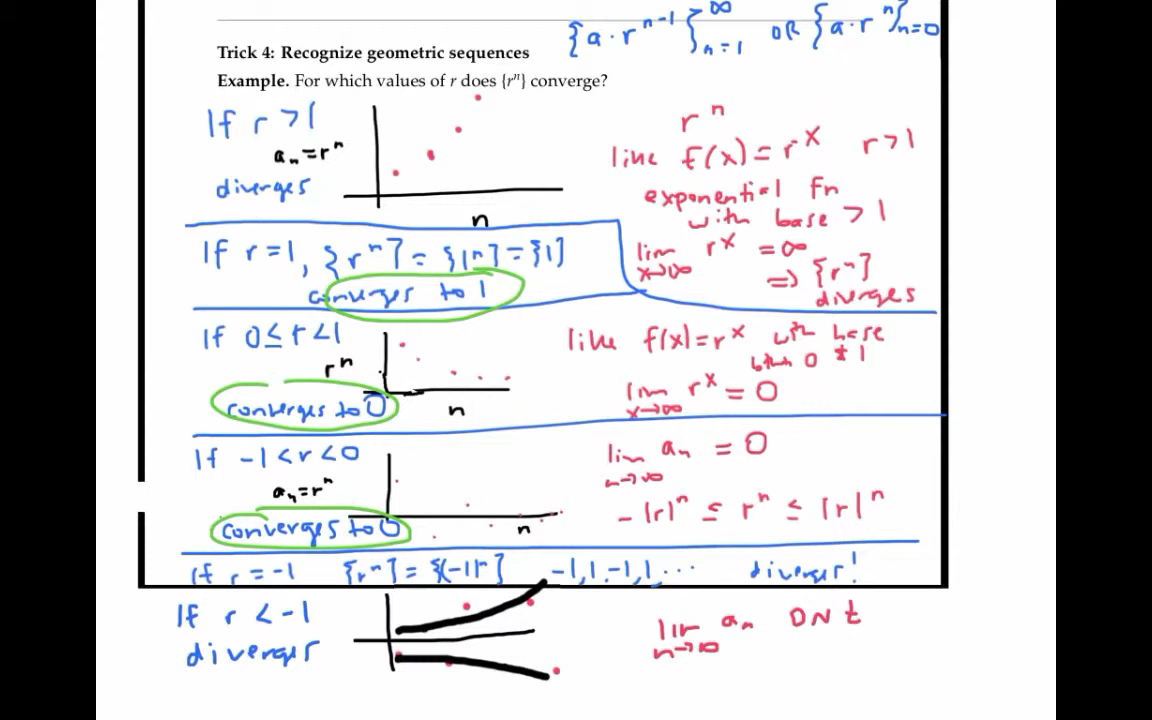 {a · r^{n-1}}_{n=1}^∞ OR {a · r^n}_{n=0}
Trick 4: Recognize geometric sequences
Example. For which values of r does {r^n} converge?
If r > 1
a_n = r^n
diverges
n
r^n
like f(x) = r^x r > 1
exponential fn
with base > 1
lim_{x→∞} r^x = ∞
=> {r^n}
diverges
If r = 1, {r^n} = {1^n} = {1}
converges to 1
If 0 ≤ r < 1
r^n
converges to 0
n
like f(x) = r^x with base
btwn 0 & 1
lim_{x→∞} r^x = 0
If -1 < r < 0
a_n = r^n
converges to 0
n
lim_{n→∞} a_n = 0
-|r|^n ≤ r^n ≤ |r|^n
If r = -1 {r^n} = {(-1)^n} -1, 1, -1, 1, ... diverges!
If r < -1
diverges
lim_{n→∞} a_n DNE